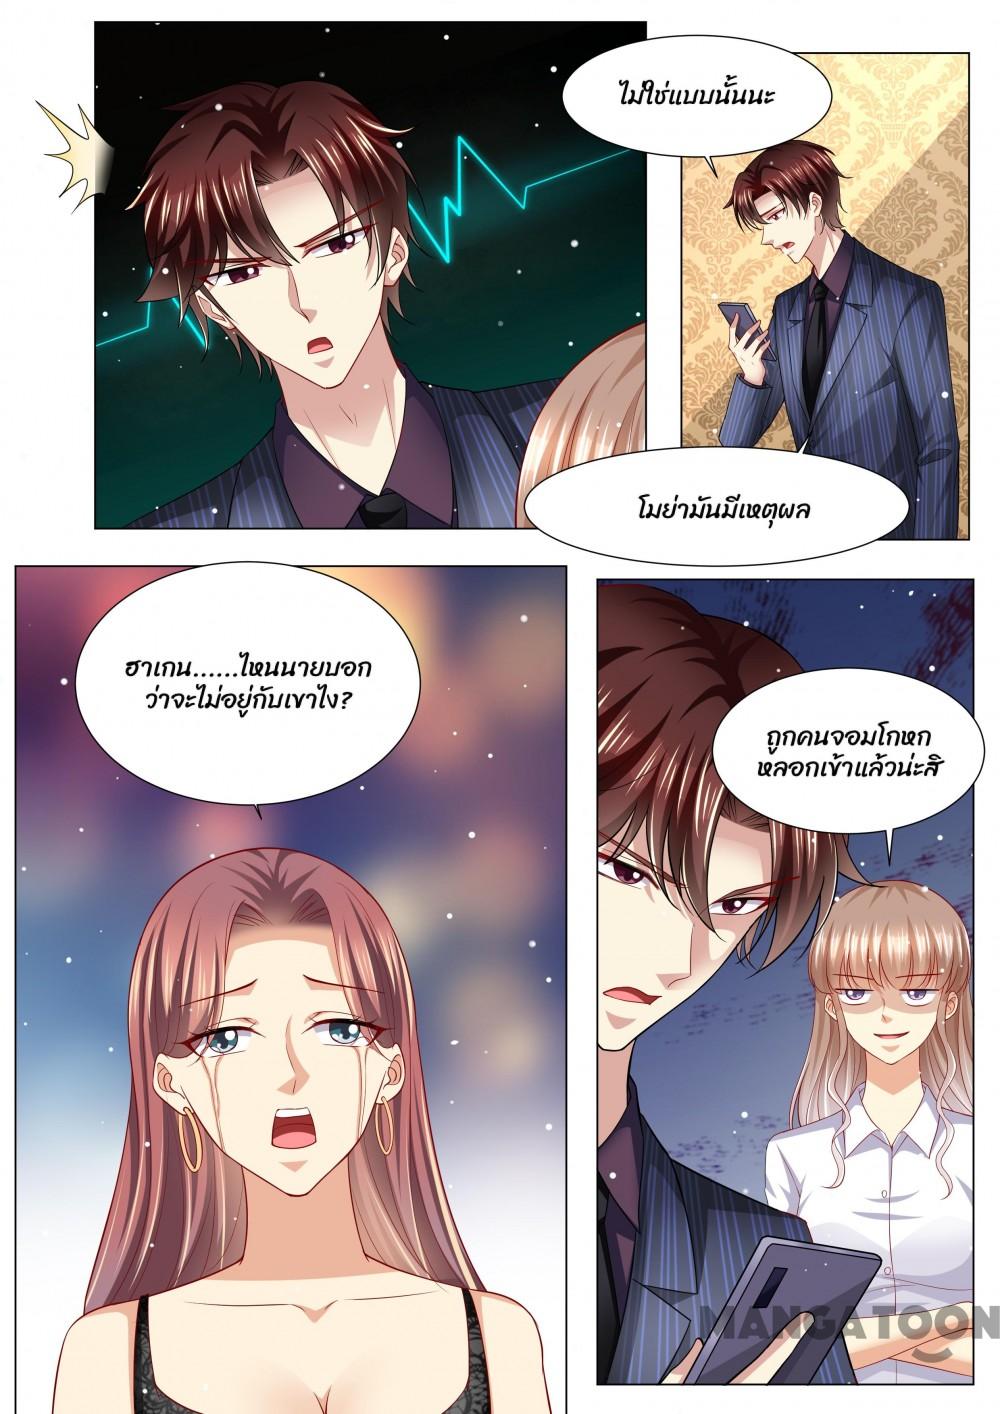 ไม่ใช่แบบนั้นนะ
โมย่ามันมีเหตุผล
ฮาเกน......ไหนนายบอก
ว่าจะไม่อยู่กับเขาไง?
ถูกคนจอมโกหก
หลอกเข้าแล้วน่ะสิ
MANGATOON